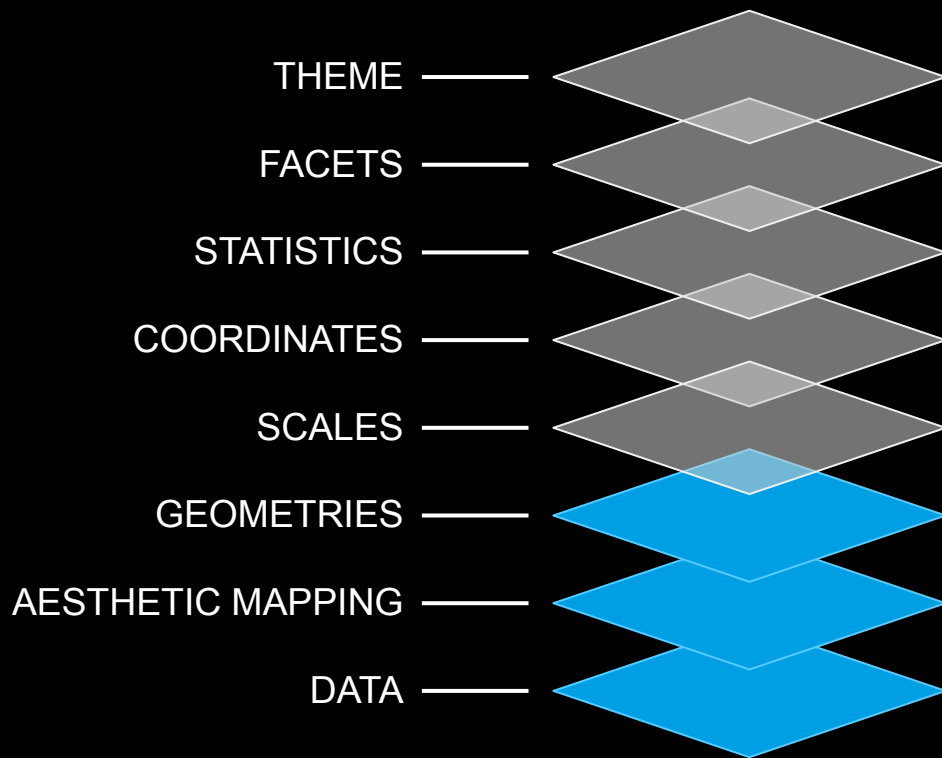 THEME
FACETS
STATISTICS
COORDINATES
SCALES
GEOMETRIES
AESTHETIC MAPPING
DATA